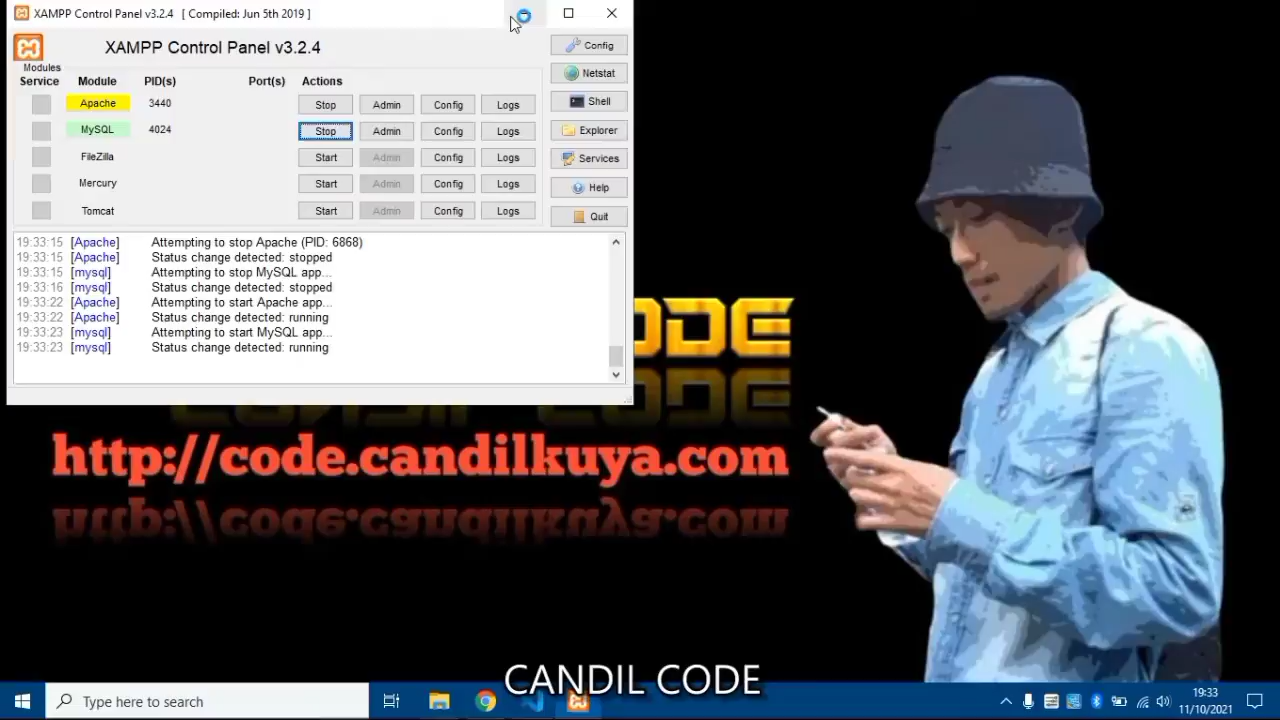 XAMPP Control Panel v3.2.4 [ Compiled: Jun 5th 2019 ]
XAMPP Control Panel v3.2.4
Config
Modules
Service Module PID(s) Port(s) Actions
Netstat
Apache 3440 Stop Admin Config Logs
Shell
MySQL 4024 Stop Admin Config Logs
Explorer
FileZilla Start Admin Config Logs
Services
Mercury Start Admin Config Logs
Help
Tomcat Start Admin Config Logs
Quit
19:33:15 [Apache] Attempting to stop Apache (PID: 6868)
19:33:15 [Apache] Status change detected: stopped
19:33:15 [mysql] Attempting to stop MySQL app...
19:33:16 [mysql] Status change detected: stopped
19:33:22 [Apache] Attempting to start Apache app...
19:33:22 [Apache] Status change detected: running
19:33:23 [mysql] Attempting to start MySQL app...
19:33:23 [mysql] Status change detected: running
http://code.candilkuya.com
CANDIL CODE
Type here to search
19:33
11/10/2021